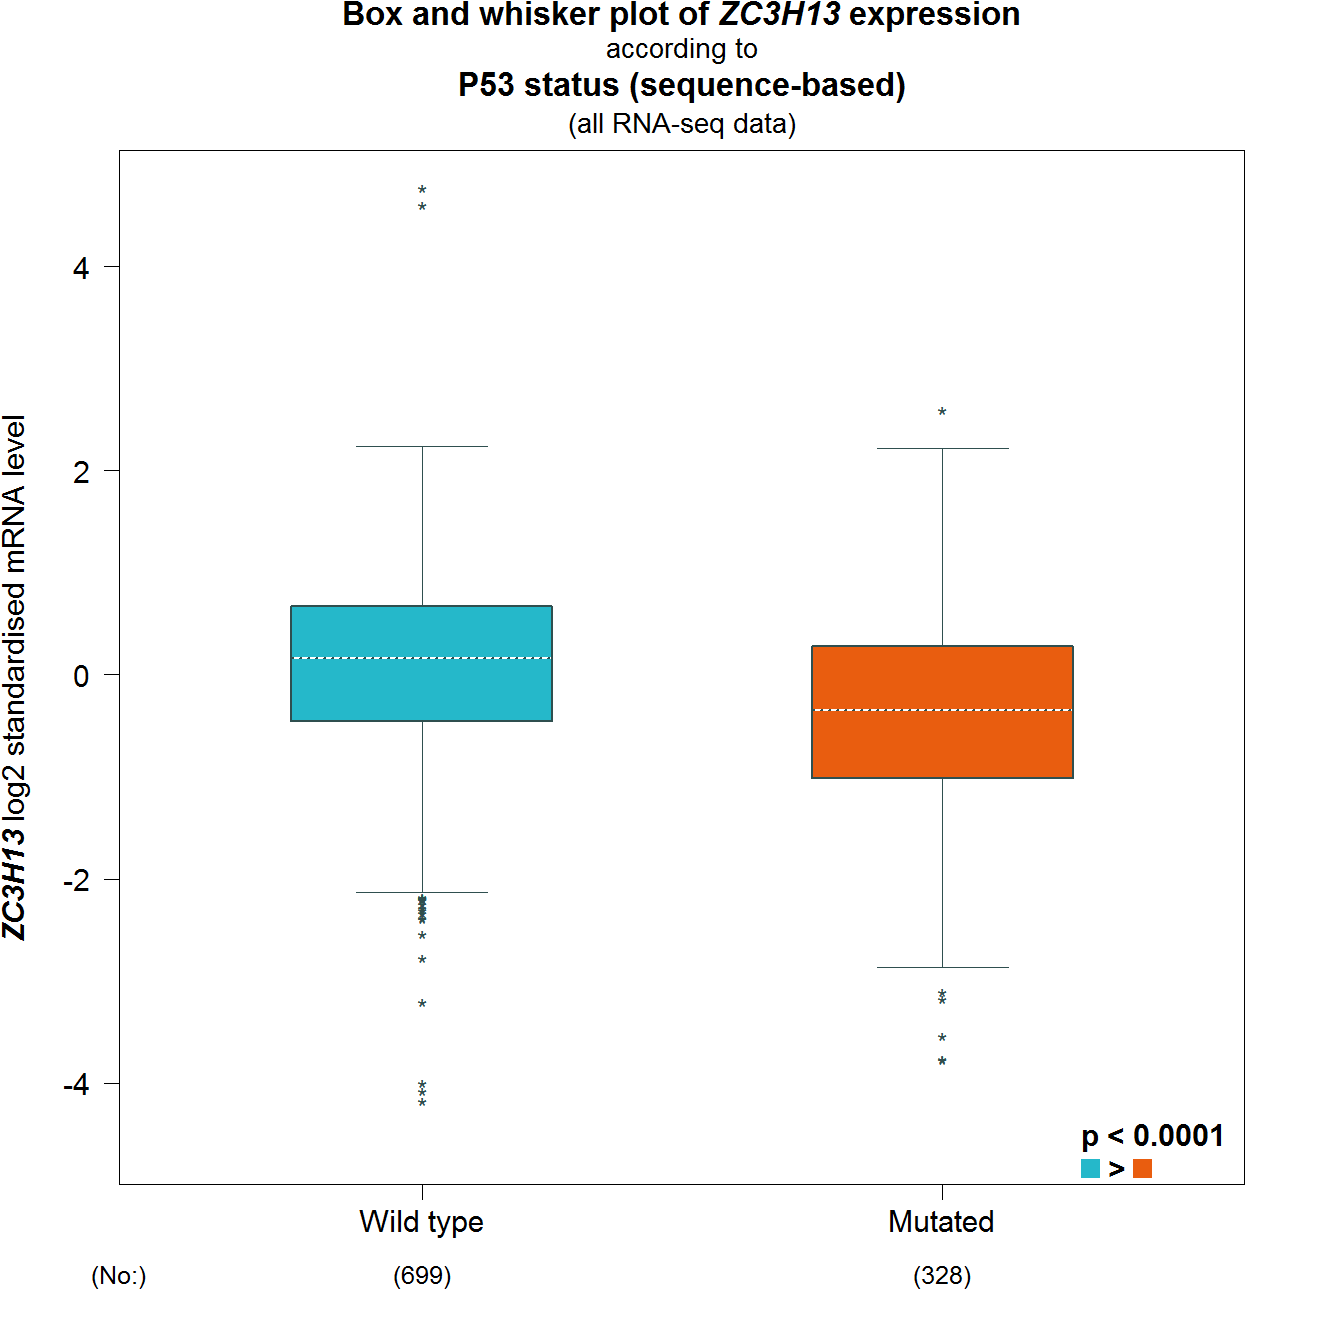 Box and whisker plot of ZC3H13 expression
according to
P53 status (sequence-based)
(all RNA-seq data)
ZC3H13 log2 standardised mRNA level
4
2
0
-2
-4
p < 0.0001
>
Wild type
Mutated
(No:)
(699)
(328)